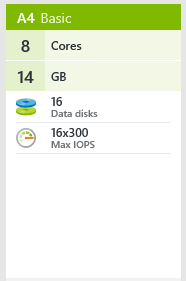 A4 Basic
8 Cores
14 GB
16
Data disks
16x300
Max IOPS